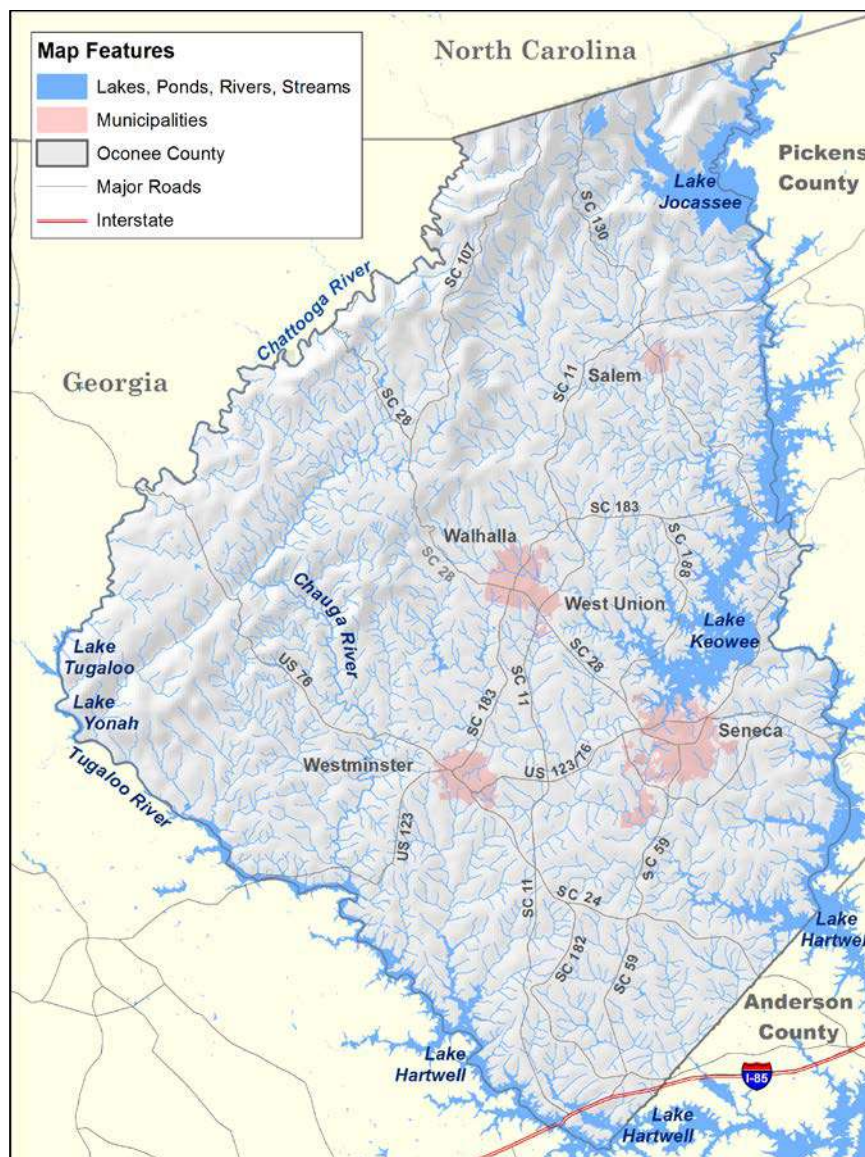 North Carolina
Map Features
Lakes, Ponds, Rivers, Streams
Municipalities
Oconee County
Major Roads
Interstate
Pickens
County
Lake
Jocassee
SC 130
SC 107
Chattooga River
Georgia
Salem
SC 11
SC 28
SC 183
Walhalla
SC 188
SC 28
West Union
Chauga River
Lake
Keowee
Lake
Tugaloo
SC 28
US 76
SC 11
SC 183
Lake
Yonah
Seneca
Westminster
US 123/76
Tugaloo River
US 123
S C 59
SC 11
SC 24
Lake
Hartwell
SC 182
SC 59
Anderson
County
Lake
Hartwell
I-85
Lake
Hartwell